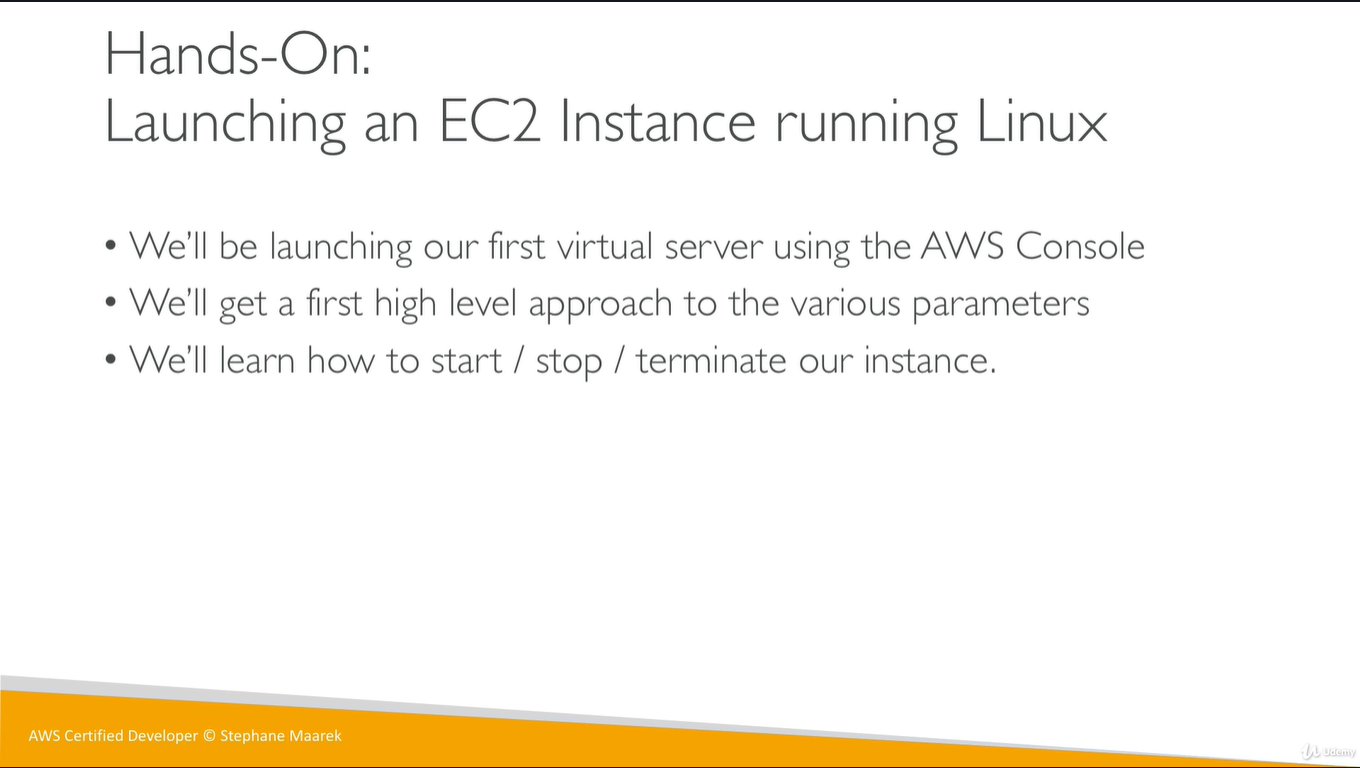 Hands-On:
Launching an EC2 Instance running Linux
• We'll be launching our first virtual server using the AWS Console
• We'll get a first high level approach to the various parameters
• We'll learn how to start / stop / terminate our instance.
AWS Certified Developer © Stephane Maarek
Udemy